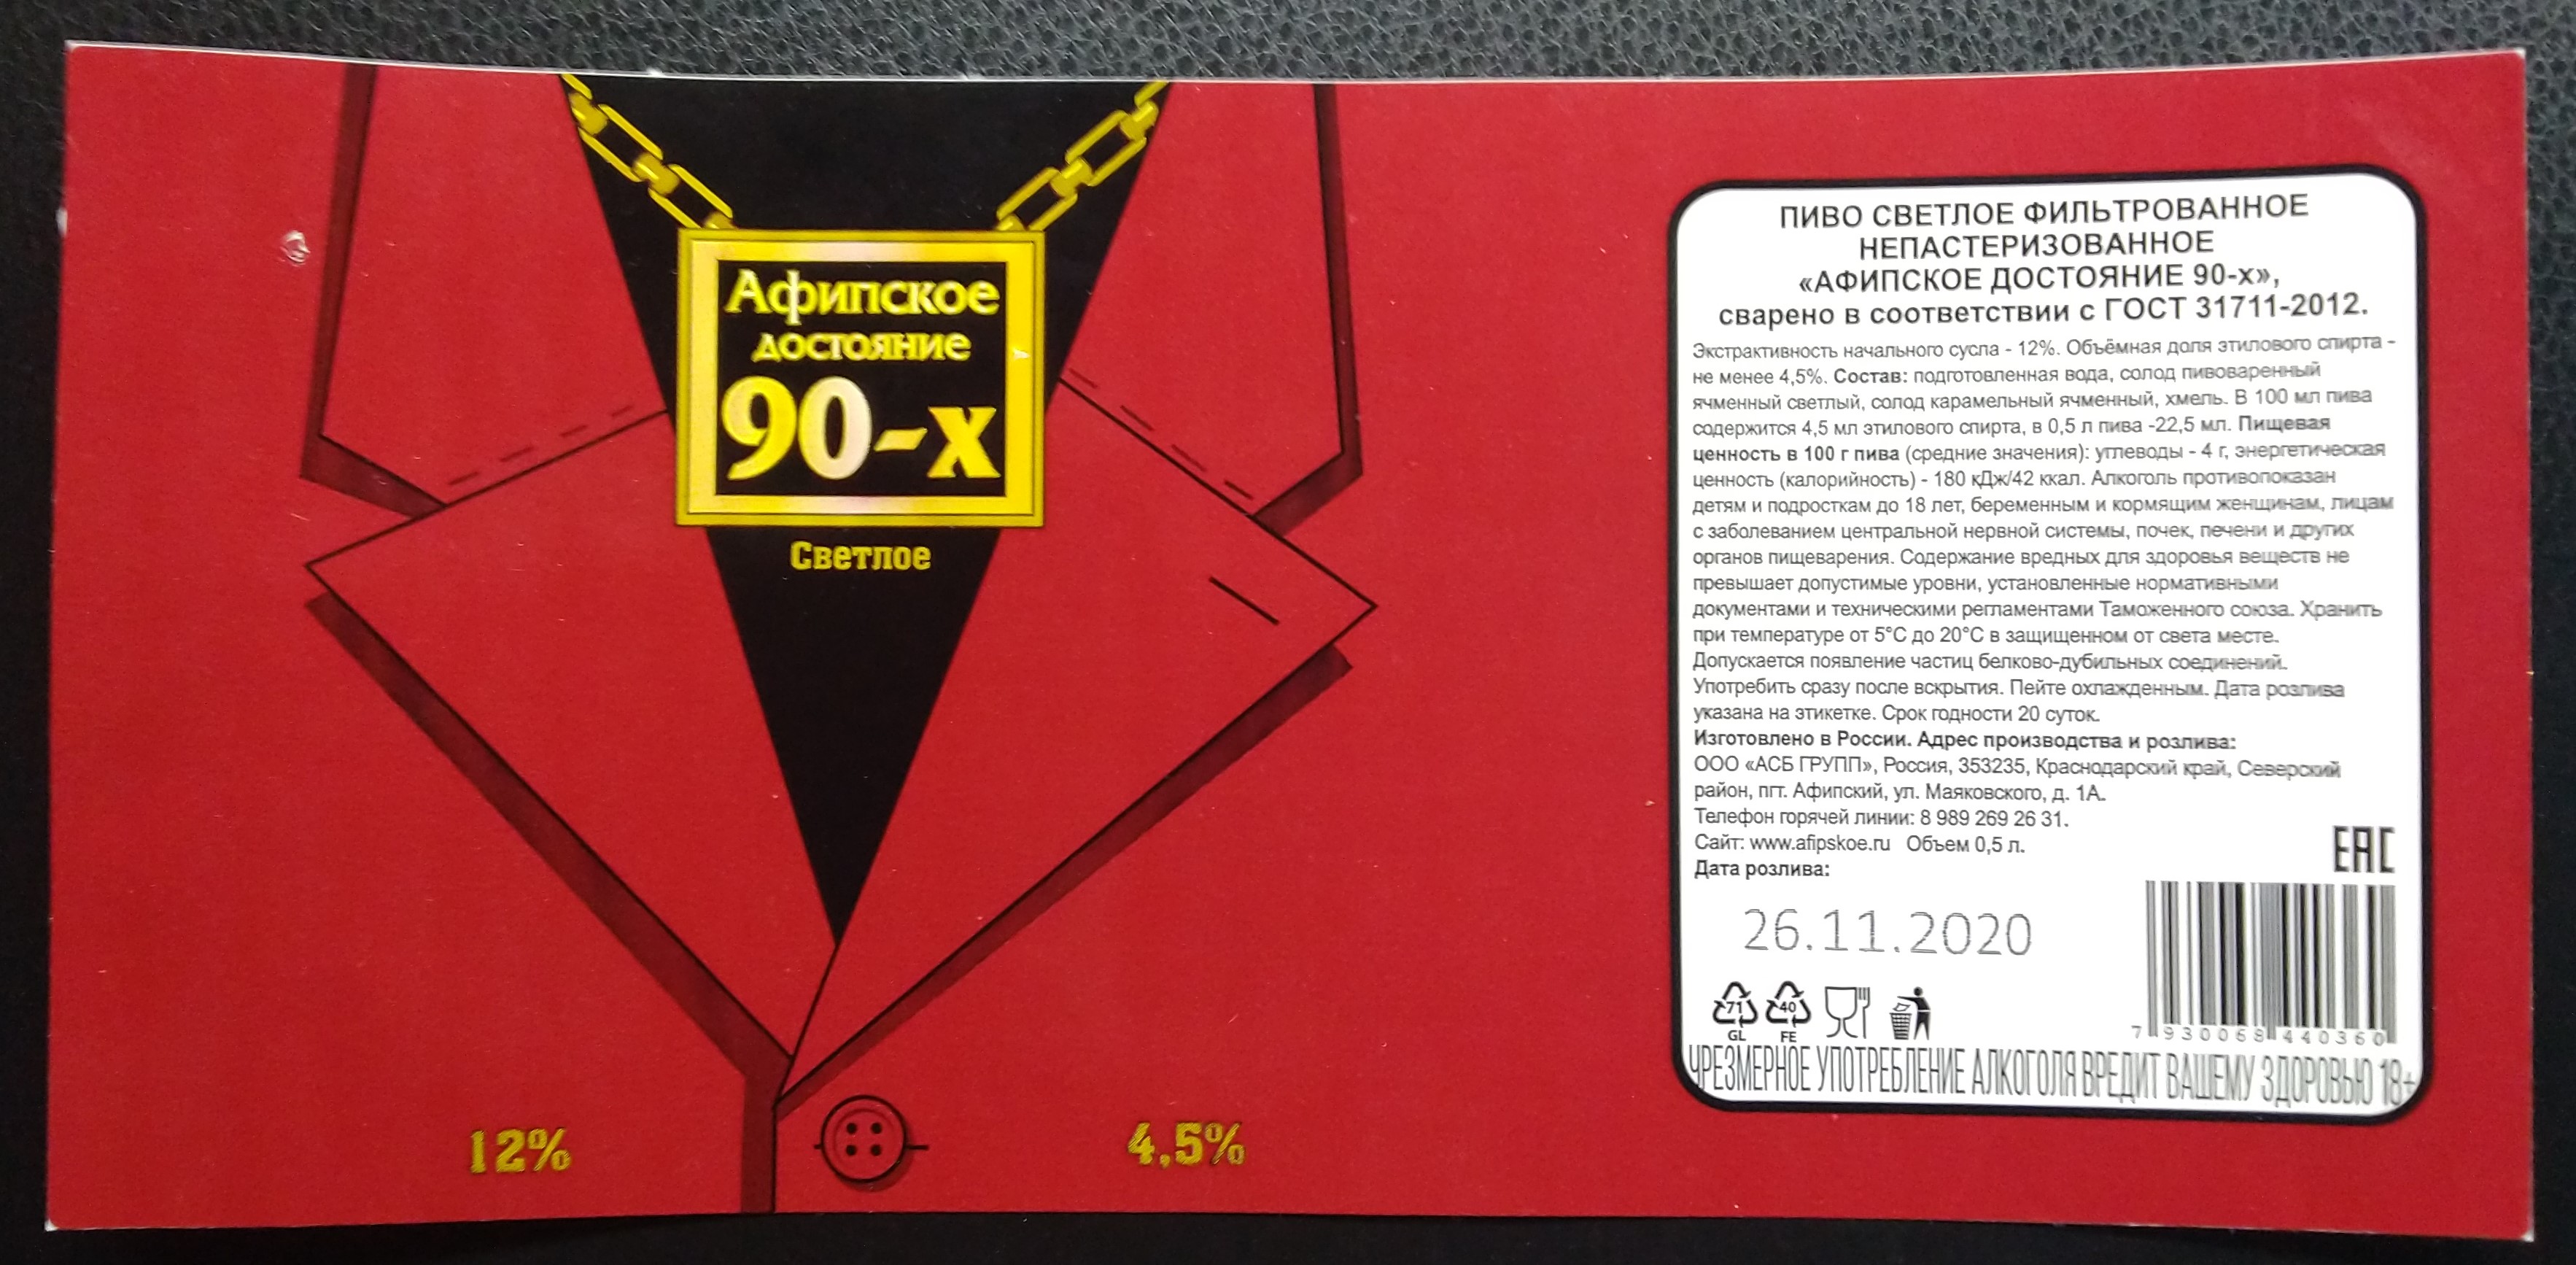 Афипское
достояние
90-х
Светлое
12%
4,5%
ПИВО СВЕТЛОЕ ФИЛЬТРОВАННОЕ
НЕПАСТЕРИЗОВАННОЕ
«АФИПСКОЕ ДОСТОЯНИЕ 90-х»,
сварено в соответствии с ГОСТ 31711-2012.
Экстрактивность начального сусла - 12%. Объёмная доля этилового спирта -
не менее 4,5%. Состав: подготовленная вода, солод пивоваренный
ячменный светлый, солод карамельный ячменный, хмель. В 100 мл пива
содержится 4,5 мл этилового спирта, в 0,5 л пива -22,5 мл. Пищевая
ценность в 100 г пива (средние значения): углеводы - 4 г, энергетическая
ценность (калорийность) - 180 кДж/42 ккал. Алкоголь противопоказан
детям и подросткам до 18 лет, беременным и кормящим женщинам, лицам
с заболеванием центральной нервной системы, почек, печени и других
органов пищеварения. Содержание вредных для здоровья веществ не
превышает допустимые уровни, установленные нормативными
документами и техническими регламентами Таможенного союза. Хранить
при температуре от 5°С до 20°С в защищенном от света месте.
Допускается появление частиц белково-дубильных соединений.
Употребить сразу после вскрытия. Пейте охлажденным. Дата розлива
указана на этикетке. Срок годности 20 суток.
Изготовлено в России. Адрес производства и розлива:
ООО «АСБ ГРУПП», Россия, 353235, Краснодарский край, Северский
район, пгт. Афипский, ул. Маяковского, д. 1А.
Телефон горячей линии: 8 989 269 26 31.
Сайт: www.afipskoe.ru Объем 0,5 л.
Дата розлива:
EAC
26.11.2020
71
GL
40
FE
7 930068 440360
ЧРЕЗМЕРНОЕ УПОТРЕБЛЕНИЕ АЛКОГОЛЯ ВРЕДИТ ВАШЕМУ ЗДОРОВЬЮ 18+